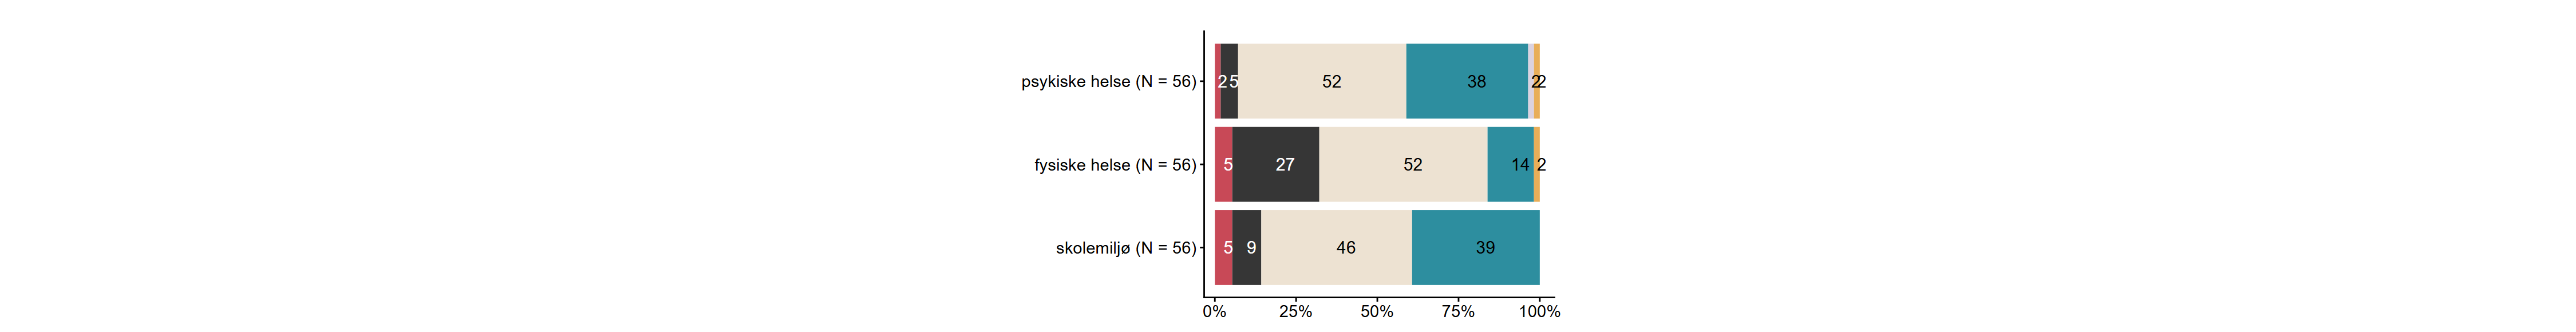 psykiske helse (N = 56) 2 5 52 38 2 2
fysiske helse (N = 56) 5 27 52 14 2
skolemiljø (N = 56) 5 9 46 39
0% 25% 50% 75% 100%